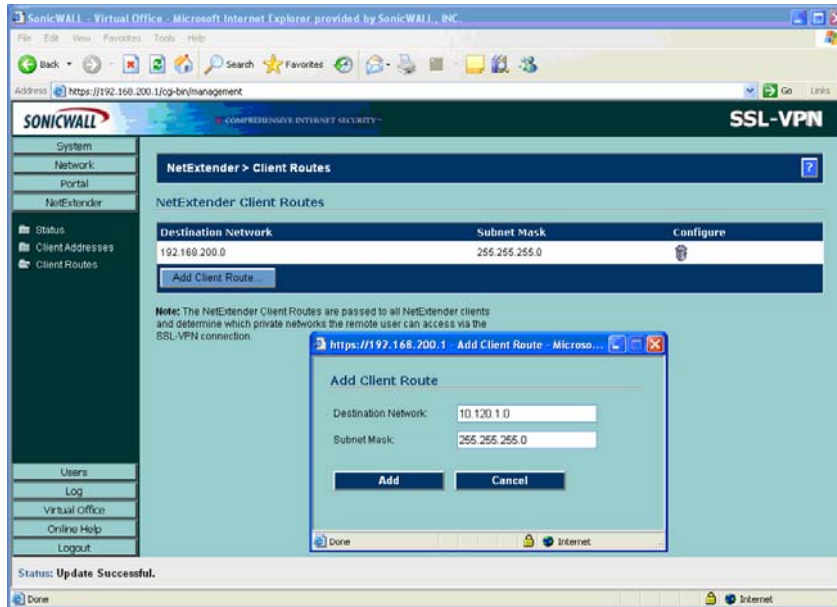 SonicWALL - Virtual Office - Microsoft Internet Explorer provided by SonicWALL, INC.
File Edit View Favorites Tools Help
Back Search Favorites
Address https://192.168.200.1/cgi-bin/management Go Links
SONICWALL COMPREHENSIVE INTERNET SECURITY SSL-VPN
System
Network
Portal
NetExtender
Status
Client Addresses
Client Routes
NetExtender > Client Routes ?
NetExtender Client Routes
Destination Network Subnet Mask Configure
192.168.200.0 255.255.255.0
Add Client Route...
Note: The NetExtender Client Routes are passed to all NetExtender clients
and determine which private networks the remote user can access via the
SSL-VPN connection.
https://192.168.200.1 - Add Client Route - Microso...
Add Client Route
Destination Network: 10.120.1.0
Subnet Mask: 255.255.255.0
Add Cancel
Done Internet
Users
Log
Virtual Office
Online Help
Logout
Status: Update Successful.
Done Internet